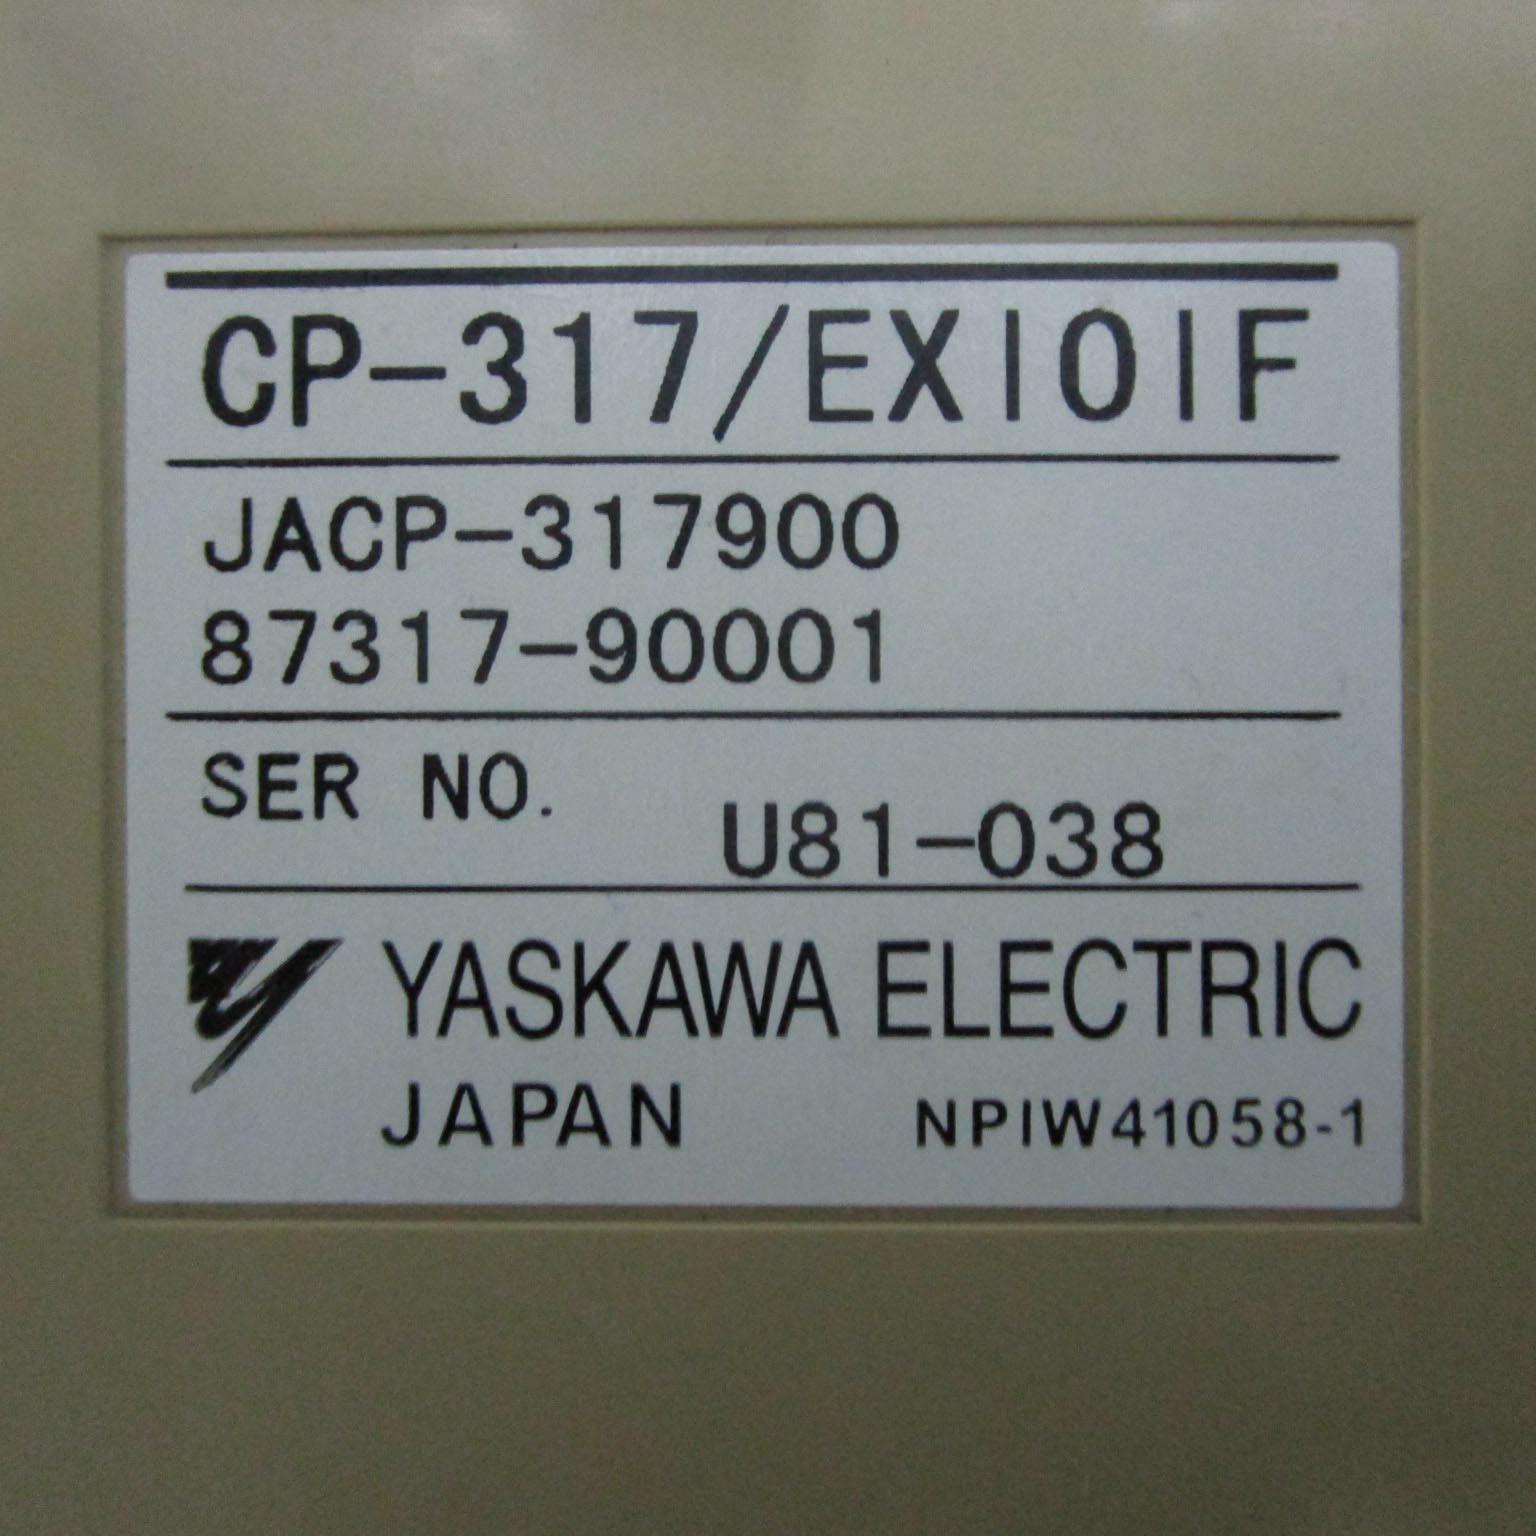 CP-317/EXIOIF
JACP-317900
87317-90001
SER NO. U81-038
YASKAWA ELECTRIC
JAPAN NPIW41058-1